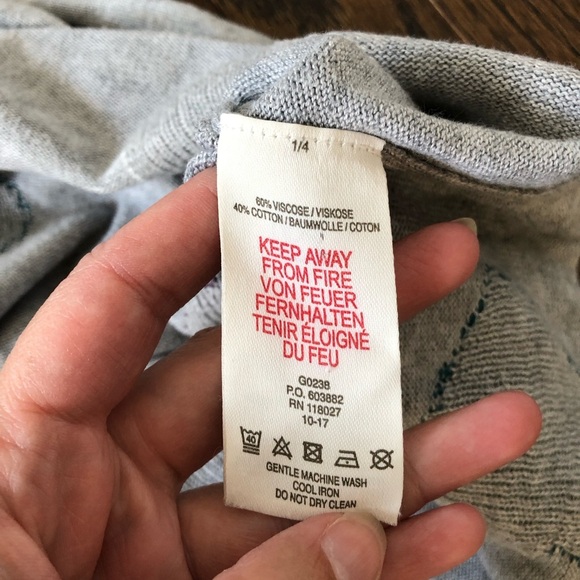 1/4
60% VISCOSE / VISKOSE
40% COTTON / BAUMWOLLE / COTON
KEEP AWAY
FROM FIRE
VON FEUER
FERNHALTEN,
TENIR ÉLOIGNÉ
DU FEU
G0238
P.O. 603882
RN 118027
10-17
40
GENTLE MACHINE WASH
COOL IRON
DO NOT DRY CLEAN